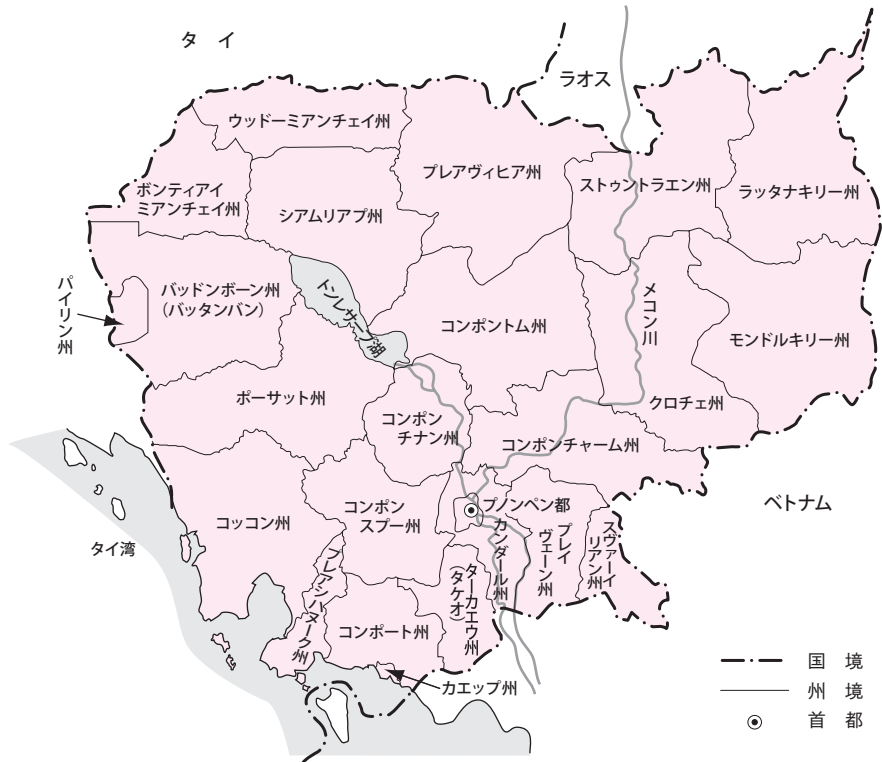 タイ
ラオス
ウッドーミアンチェイ州
プレアヴィヒア州
ストゥントラエン州
ラッタナキリー州
ボンティアイ
ミアンチェイ州
シアムリアプ州
パイリン州
バッドンボーン州
(バッタンバン)
トンレサープ湖
コンポントム州
メコン川
モンドルキリー州
ポーサット州
コンポン
チナン州
クロチェ州
コンポンチャーム州
ベトナム
コッコン州
コンポン
スプー州
プノンペン都
カンダール州
プレイ
ヴェーン州
スヴァーイ
リアン州
タイ湾
プレアシハヌーク州
コンポート州
ターカエウ州
(タケオ)
カエップ州
国境
州境
首都